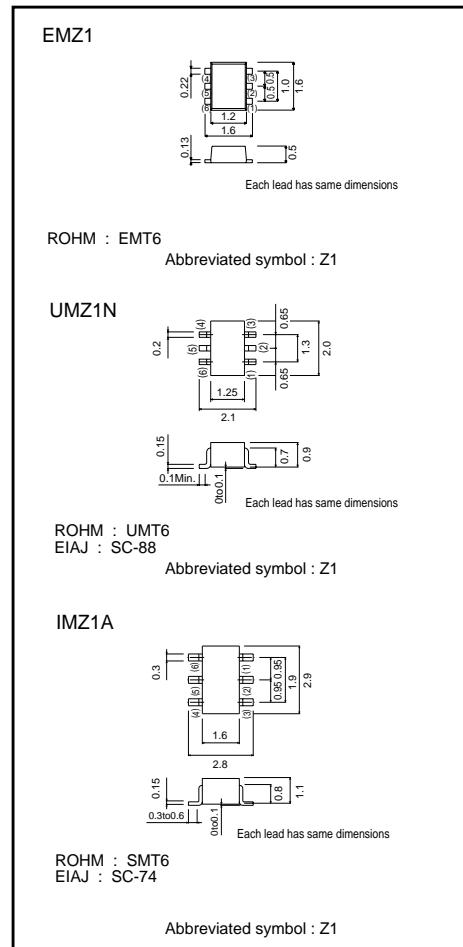 EMZ1
0.22
(4)
(5)
(6)
(3)
(2)
(1)
0.5 0.5
1.0
1.6
1.2
1.6
0.13
0.5
Each lead has same dimensions
ROHM : EMT6
Abbreviated symbol : Z1
UMZ1N
0.2
(4)
(5)
(6)
(3)
(2)
(1)
0.65
0.65
1.3
2.0
1.25
2.1
0.15
0.1Min.
0to0.1
0.7
0.9
Each lead has same dimensions
ROHM : UMT6
EIAJ : SC-88
Abbreviated symbol : Z1
IMZ1A
0.3
(6)
(5)
(4)
(1)
(2)
(3)
0.95 0.95
1.9
2.9
1.6
2.8
0.15
0.3to0.6
0to0.1
0.8
1.1
Each lead has same dimensions
ROHM : SMT6
EIAJ : SC-74
Abbreviated symbol : Z1